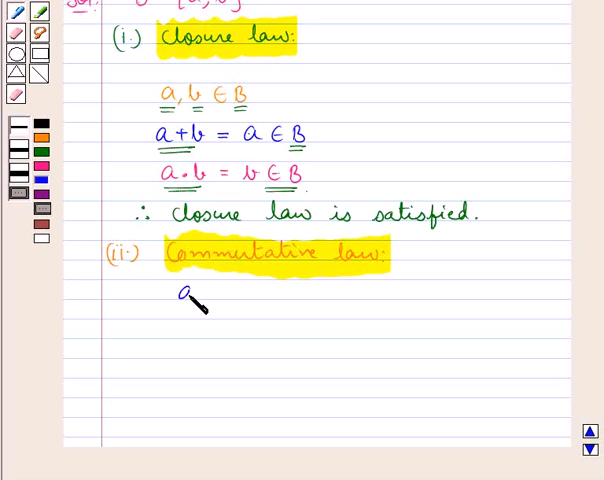 (i.) Closure law:
a, b ∈ B
a+b = a ∈ B
a•b = b ∈ B.
∴ closure law is satisfied.
(ii.) Commutative law:
a